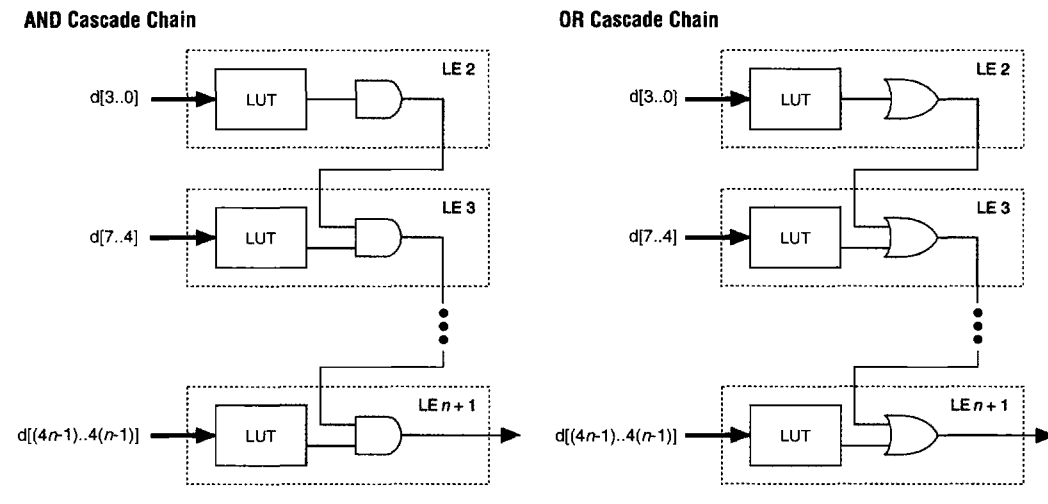 AND Cascade Chain
LE 2
d[3..0]
LUT
LE 3
d[7..4]
LUT
LE n + 1
d[(4n-1)..4(n-1)]
LUT
OR Cascade Chain
LE 2
d[3..0]
LUT
LE 3
d[7..4]
LUT
LE n + 1
d[(4n-1)..4(n-1)]
LUT